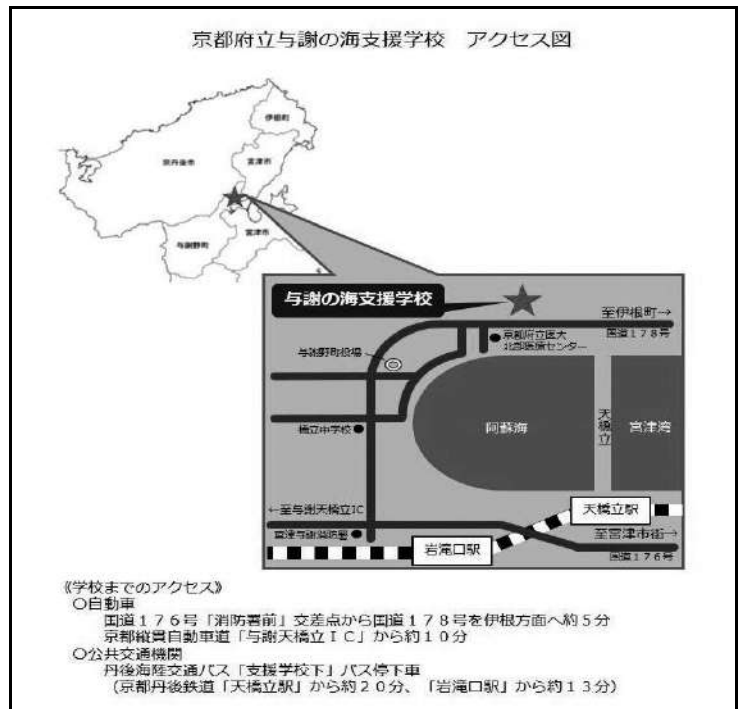 京都府立与謝の海支援学校　アクセス図
伊根町
京丹後市
宮津市
与謝野町
宮津市
与謝の海支援学校
至伊根町→
国道178号
京都府立医大
北部医療センター
与謝野町役場
橋立中学校
阿蘇海
天橋立
宮津湾
←至与謝天橋立IC
天橋立駅
宮津与謝消防署
岩滝口駅
至宮津市街→
国道176号
《学校までのアクセス》
○自動車
国道176号「消防署前」交差点から国道178号を伊根方面へ約5分
京都縦貫自動車道「与謝天橋立IC」から約10分
○公共交通機関
丹後海陸交通バス「支援学校下」バス停下車
(京都丹後鉄道「天橋立駅」から約20分、「岩滝口駅」から約13分)